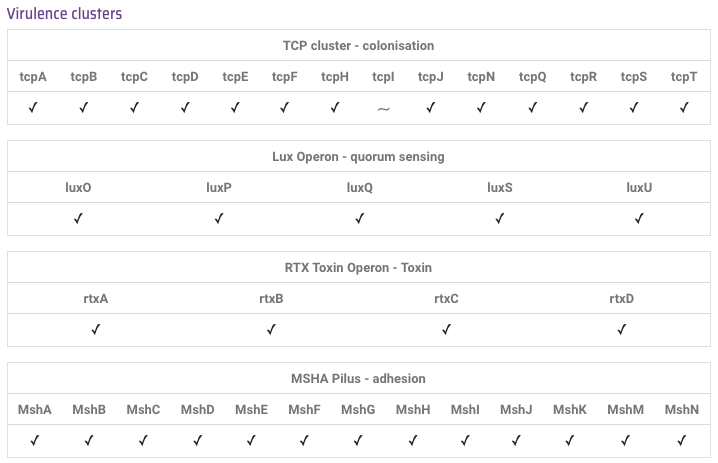 Virulence clusters
TCP cluster - colonisation
tcpA tcpB tcpC tcpD tcpE tcpF tcpH tcpI tcpJ tcpN tcpQ tcpR tcpS tcpT
✓ ✓ ✓ ✓ ✓ ✓ ✓ ~ ✓ ✓ ✓ ✓ ✓ ✓
Lux Operon - quorum sensing
luxO luxP luxQ luxS luxU
✓ ✓ ✓ ✓ ✓
RTX Toxin Operon - Toxin
rtxA rtxB rtxC rtxD
✓ ✓ ✓ ✓
MSHA Pilus - adhesion
MshA MshB MshC MshD MshE MshF MshG MshH MshI MshJ MshK MshM MshN
✓ ✓ ✓ ✓ ✓ ✓ ✓ ✓ ✓ ✓ ✓ ✓ ✓